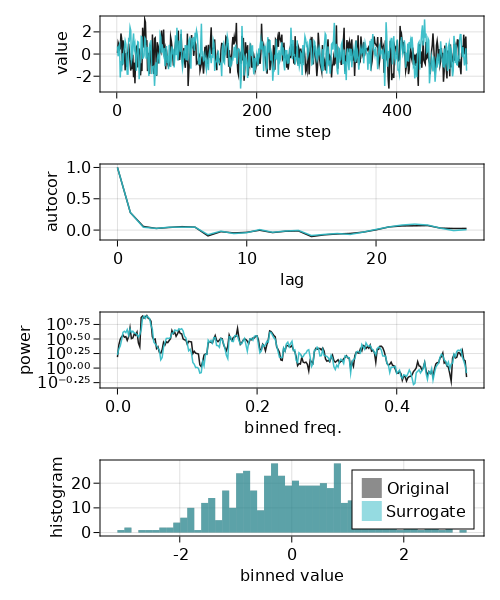 value
2
0
-2
0
200
400
time step
autocor
1.0
0.5
0.0
0
10
20
lag
power
10^0.75
10^0.50
10^0.25
10^0.00
10^−0.25
0.0
0.2
0.4
binned freq.
histogram
20
10
0
Original
Surrogate
-2
0
2
binned value